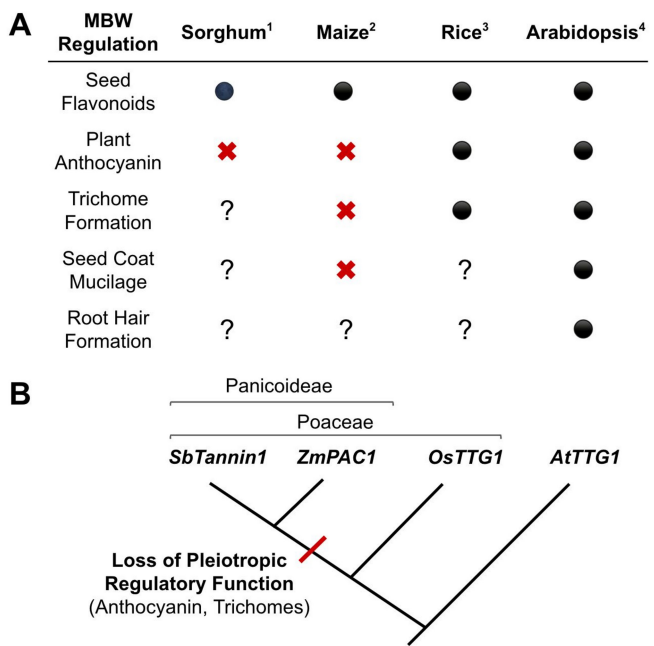 A
MBW Regulation Sorghum1 Maize2 Rice3 Arabidopsis4
Seed
Flavonoids
Plant
Anthocyanin
Trichome
Formation ?
Seed Coat
Mucilage ? ?
Root Hair
Formation ? ? ?
B
Panicoideae
Poaceae
SbTannin1 ZmPAC1 OsTTG1 AtTTG1
Loss of Pleiotropic
Regulatory Function
(Anthocyanin, Trichomes)